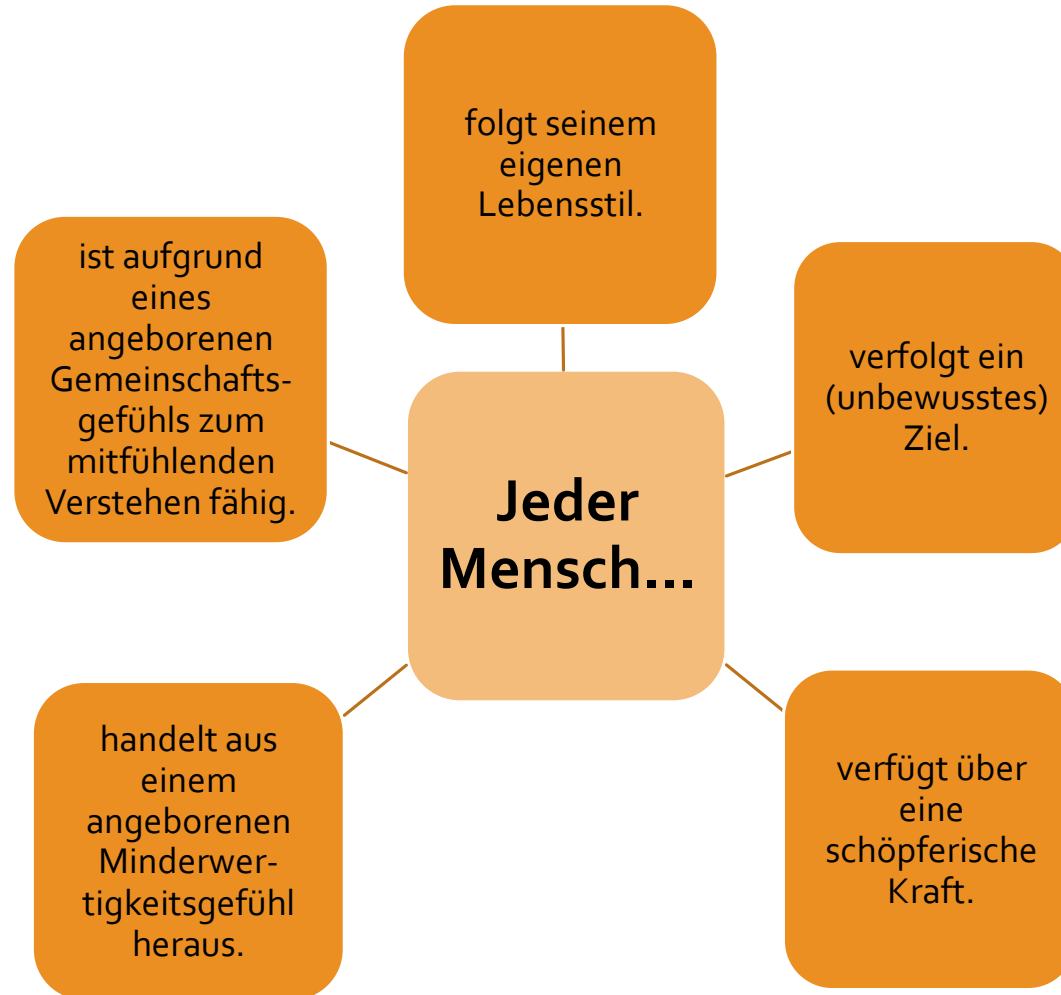 folgt seinem
eigenen
Lebensstil.
ist aufgrund
eines
angeborenen
Gemeinschafts-
gefühls zum
mitfühlenden
Verstehen fähig.
verfolgt ein
(unbewusstes)
Ziel.
Jeder
Mensch...
handelt aus
einem
angeborenen
Minderwer-
tigkeitsgefühl
heraus.
verfügt über
eine
schöpferische
Kraft.